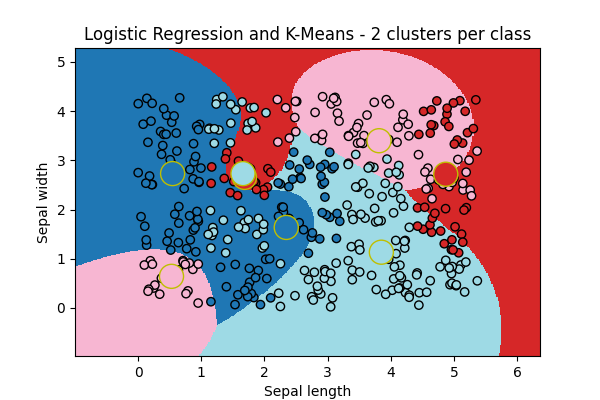 Logistic Regression and K-Means - 2 clusters per class
5
4
3
2
1
0
Sepal width
0 1 2 3 4 5 6
Sepal length